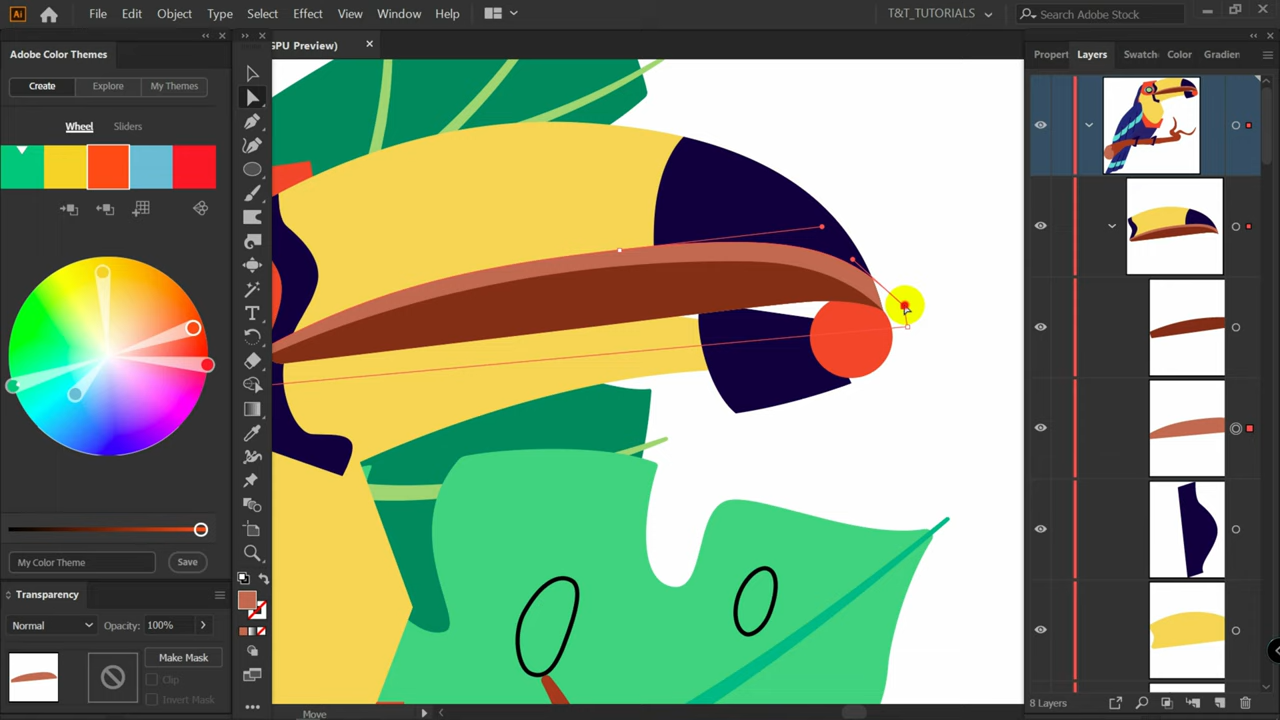 Ai File Edit Object Type Select Effect View Window Help T&T_TUTORIALS Search Adobe Stock
Adobe Color Themes
GPU Preview)
Propert Layers Swatch Color Gradien
Create Explore My Themes
Wheel Sliders
My Color Theme Save
Transparency
Normal Opacity: 100%
Make Mask
Clip
Invert Mask
Move
8 Layers